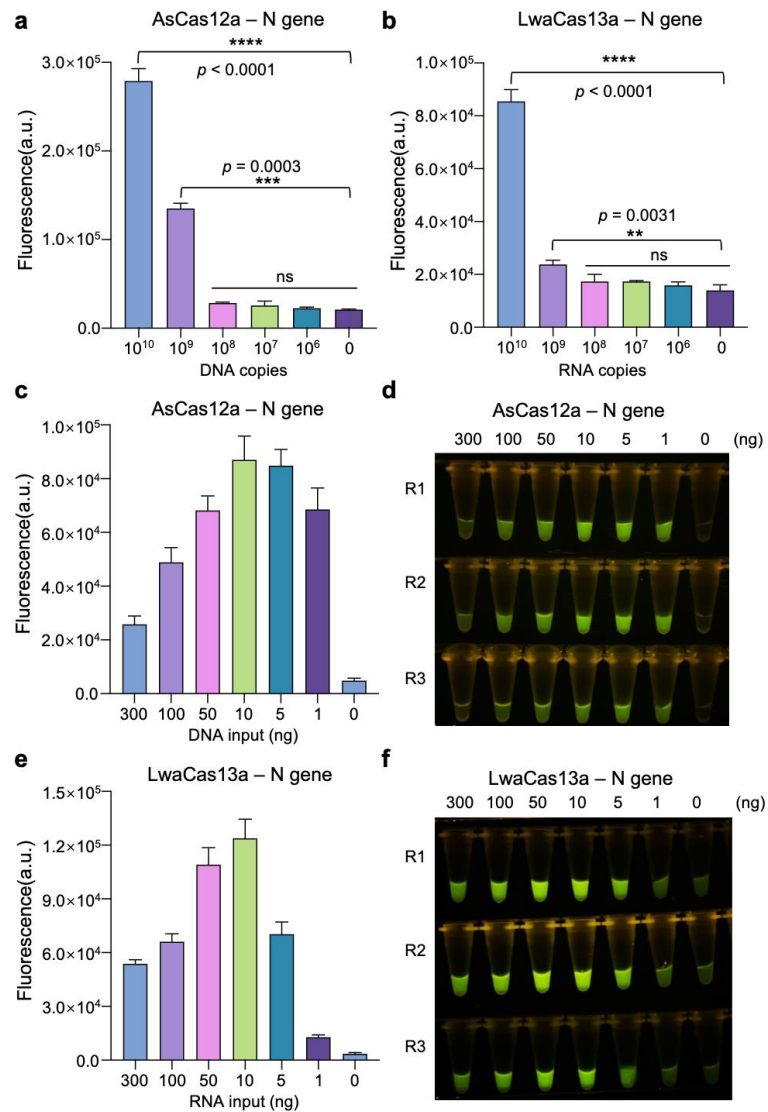 a
AsCas12a – N gene
****
p < 0.0001
p = 0.0003
***
ns
Fluorescence(a.u.)
3.0×10⁵
2.0×10⁵
1.0×10⁵
0.0
10¹⁰ 10⁹ 10⁸ 10⁷ 10⁶ 0
DNA copies
b
LwaCas13a – N gene
****
p < 0.0001
p = 0.0031
**
ns
Fluorescence(a.u.)
1.0×10⁵
8.0×10⁴
6.0×10⁴
4.0×10⁴
2.0×10⁴
0.0
10¹⁰ 10⁹ 10⁸ 10⁷ 10⁶ 0
RNA copies
c
AsCas12a – N gene
Fluorescence(a.u.)
1.0×10⁵
8.0×10⁴
6.0×10⁴
4.0×10⁴
2.0×10⁴
0.0
300 100 50 10 5 1 0
DNA input (ng)
d
AsCas12a – N gene
300 100 50 10 5 1 0 (ng)
R1
R2
R3
e
LwaCas13a – N gene
Fluorescence(a.u.)
1.5×10⁵
1.2×10⁵
9.0×10⁴
6.0×10⁴
3.0×10⁴
0.0
300 100 50 10 5 1 0
RNA input (ng)
f
LwaCas13a – N gene
300 100 50 10 5 1 0 (ng)
R1
R2
R3